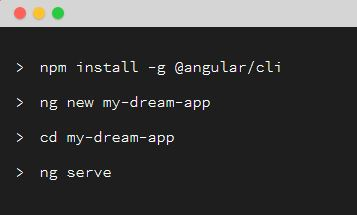 > npm install -g @angular/cli
> ng new my-dream-app
> cd my-dream-app
> ng serve